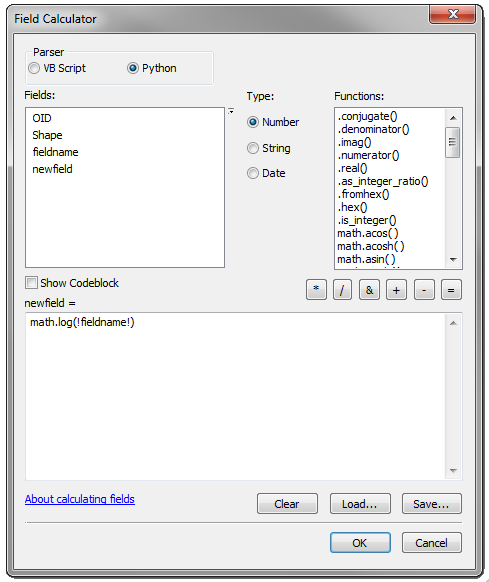 Field Calculator
Parser
VB Script
Python
Fields:
Type:
Functions:
OID
Shape
fieldname
newfield
Number
String
Date
.conjugate()
.denominator()
.imag()
.numerator()
.real()
.as_integer_ratio()
.fromhex()
.hex()
.is_integer()
math.acos( )
math.acosh( )
math.asin( )
Show Codeblock
* / & + - =
newfield =
math.log(!fieldname!)
About calculating fields
Clear
Load...
Save...
OK
Cancel